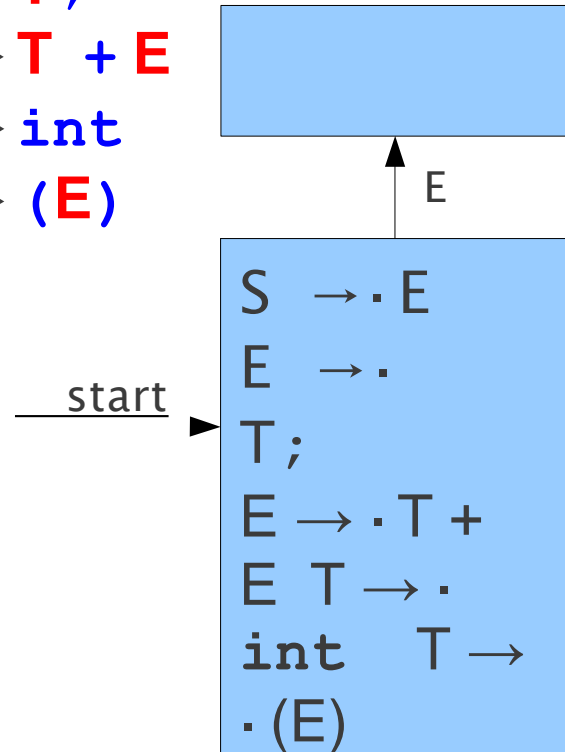 T;
→ T + E
→ int
→ (E)
E
start
S → · E
E → ·
T ;
E → · T +
E T → ·
int T →
· (E)